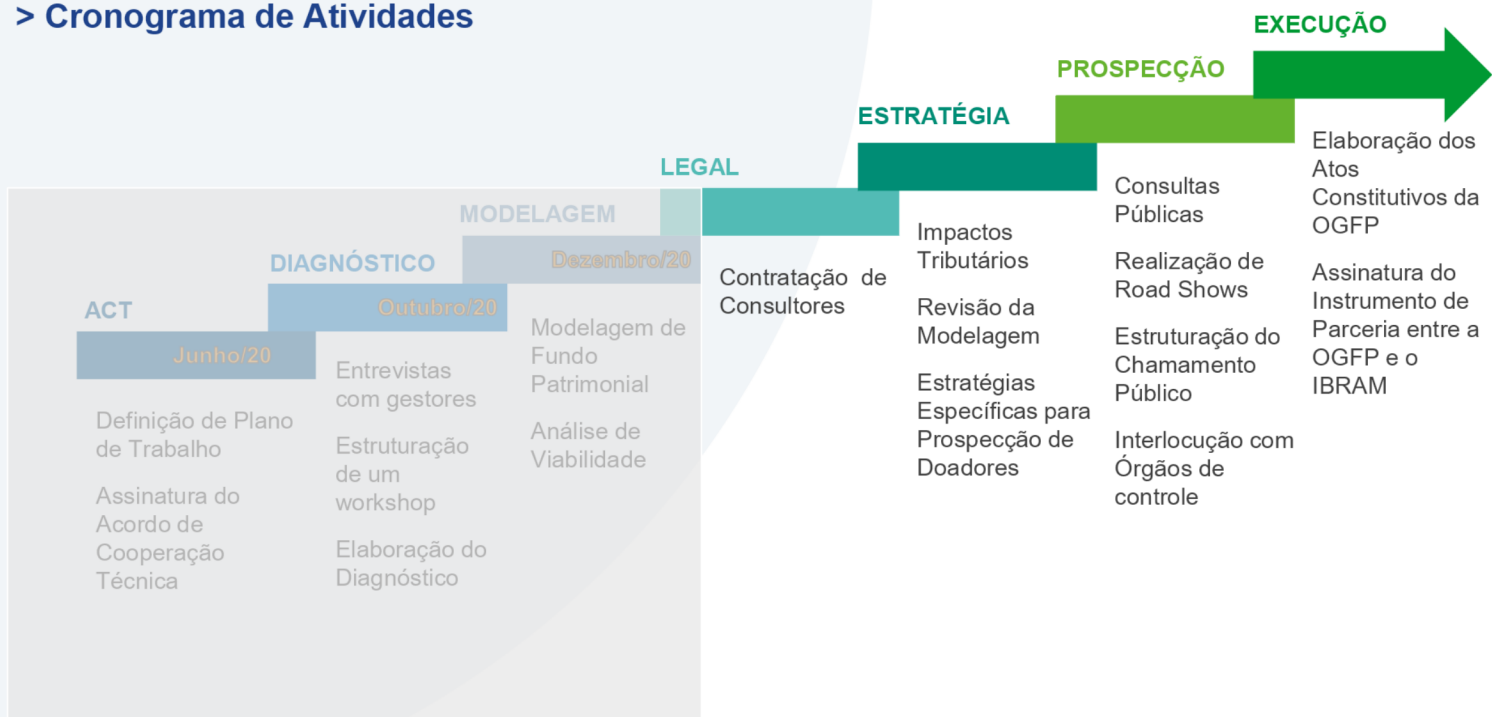 > Cronograma de Atividades
ACT
Junho/20
Definição de Plano
de Trabalho
Assinatura do
Acordo de
Cooperação
Técnica
DIAGNÓSTICO
Outubro/20
Entrevistas
com gestores
Estruturação
de um
workshop
Elaboração do
Diagnóstico
MODELAGEM
Dezembro/20
Modelagem de
Fundo
Patrimonial
Análise de
Viabilidade
LEGAL
Contratação de
Consultores
ESTRATÉGIA
Impactos
Tributários
Revisão da
Modelagem
Estratégias
Específicas para
Prospecção de
Doadores
PROSPECÇÃO
Consultas
Públicas
Realização de
Road Shows
Estruturação do
Chamamento
Público
Interlocução com
Órgãos de
controle
EXECUÇÃO
Elaboração dos
Atos
Constitutivos da
OGFP
Assinatura do
Instrumento de
Parceria entre a
OGFP e o
IBRAM